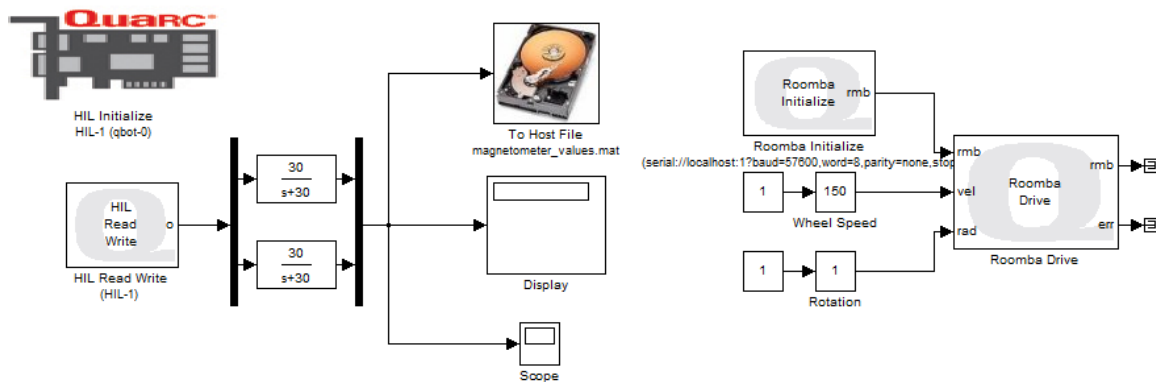 QUARC®
HIL Initialize
HIL-1 (qbot-0)
HIL
Read
Write
o
HIL Read Write
(HIL-1)
30
s+30
30
s+30
To Host File
magnetometer_values.mat
Display
Scope
Roomba
Initialize
rmb
Roomba Initialize
(serial://localhost:1?baud=57600,word=8,parity=none,stop
1
150
Wheel Speed
1
1
Rotation
rmb
vel
rad
Roomba
Drive
rmb
err
Roomba Drive